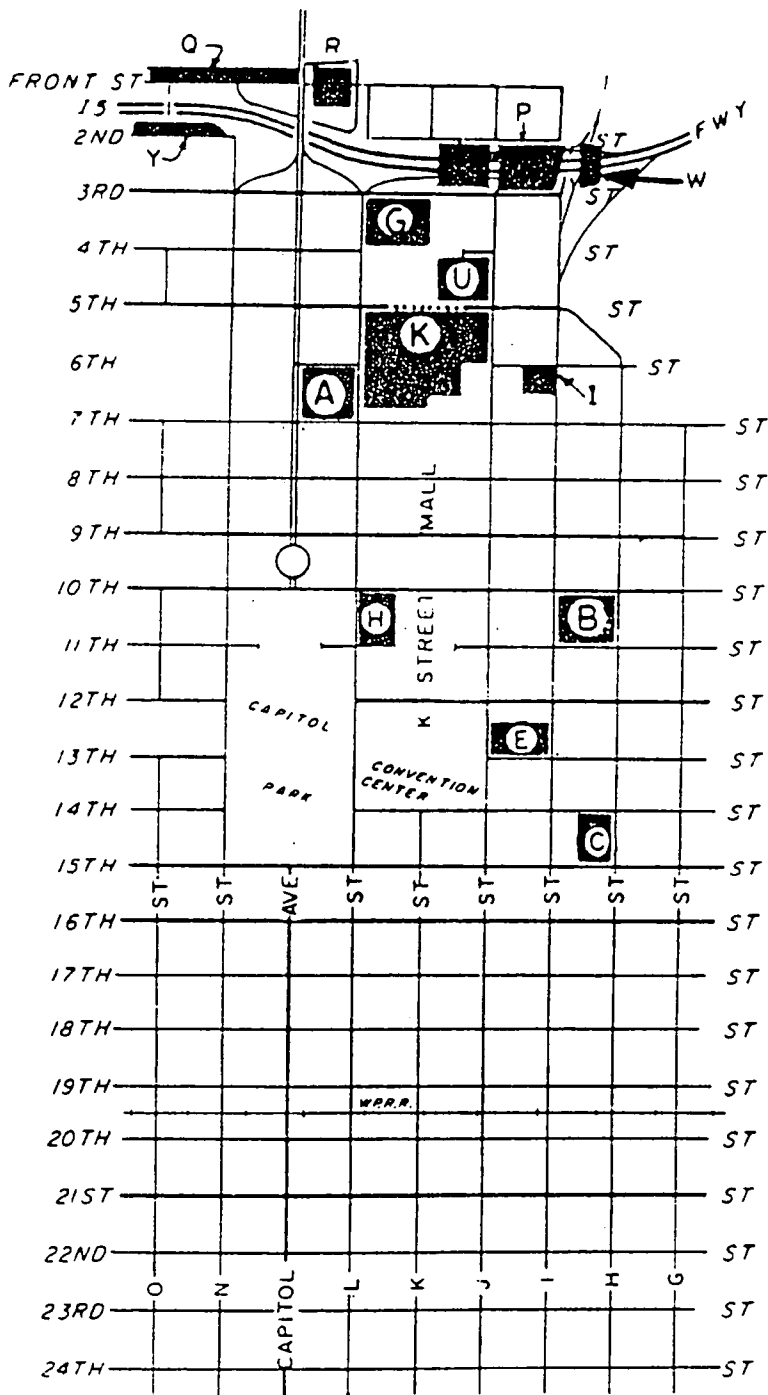 Q
R
FRONT ST
I5
P
FWY
2ND
ST
Y
W
3RD
ST
G
4TH
ST
U
5TH
ST
K
6TH
ST
A
I
7TH
ST
8TH
ST
MALL
9TH
ST
10TH
ST
H
B
STREET
11TH
ST
12TH
ST
CAPITOL
K
E
13TH
ST
CONVENTION
CENTER
PARK
14TH
ST
C
15TH
ST
ST ST AVE ST ST ST ST ST ST
16TH
ST
17TH
ST
18TH
ST
19TH
ST
W.P.R.R.
20TH
ST
21ST
ST
22ND
ST
O N CAPITOL L K J I H G
23RD
ST
24TH
ST